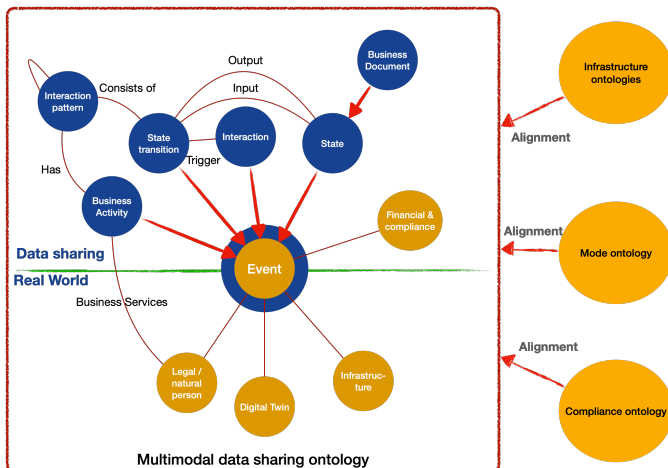 Output
Business
Document
Infrastructure
ontologies
Interaction
pattern
Consists of
Input
State
transition
Interaction
State
Alignment
Trigger
Has
Business
Activity
Financial &
compliance
Alignment
Data sharing
Mode ontology
Event
Real World
Business Services
Alignment
Legal /
natural
person
Infrastruc-
ture
Digital Twin
Compliance ontology
Multimodal data sharing ontology